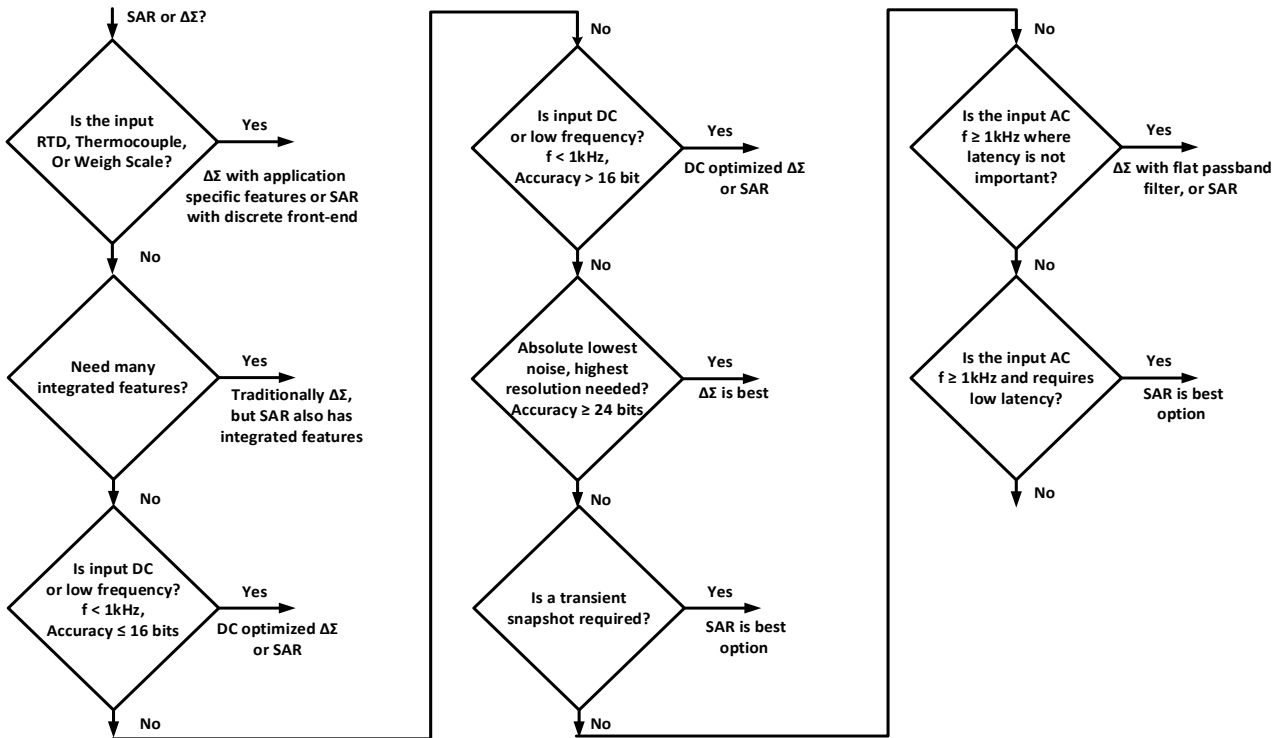 SAR or ΔΣ?
Is the input
RTD, Thermocouple,
Or Weigh Scale?
Yes
ΔΣ with application
specific features or SAR
with discrete front-end
No
Need many
integrated features?
Yes
Traditionally ΔΣ,
but SAR also has
integrated features
No
Is input DC
or low frequency?
f < 1kHz,
Accuracy ≤ 16 bits
Yes
DC optimized ΔΣ
or SAR
No
No
Is input DC
or low frequency?
f < 1kHz,
Accuracy > 16 bit
Yes
DC optimized ΔΣ
or SAR
No
Absolute lowest
noise, highest
resolution needed?
Accuracy ≥ 24 bits
Yes
ΔΣ is best
No
Is a transient
snapshot required?
Yes
SAR is best
option
No
No
Is the input AC
f ≥ 1kHz where
latency is not
important?
Yes
ΔΣ with flat passband
filter, or SAR
No
Is the input AC
f ≥ 1kHz and requires
low latency?
Yes
SAR is best
option
No